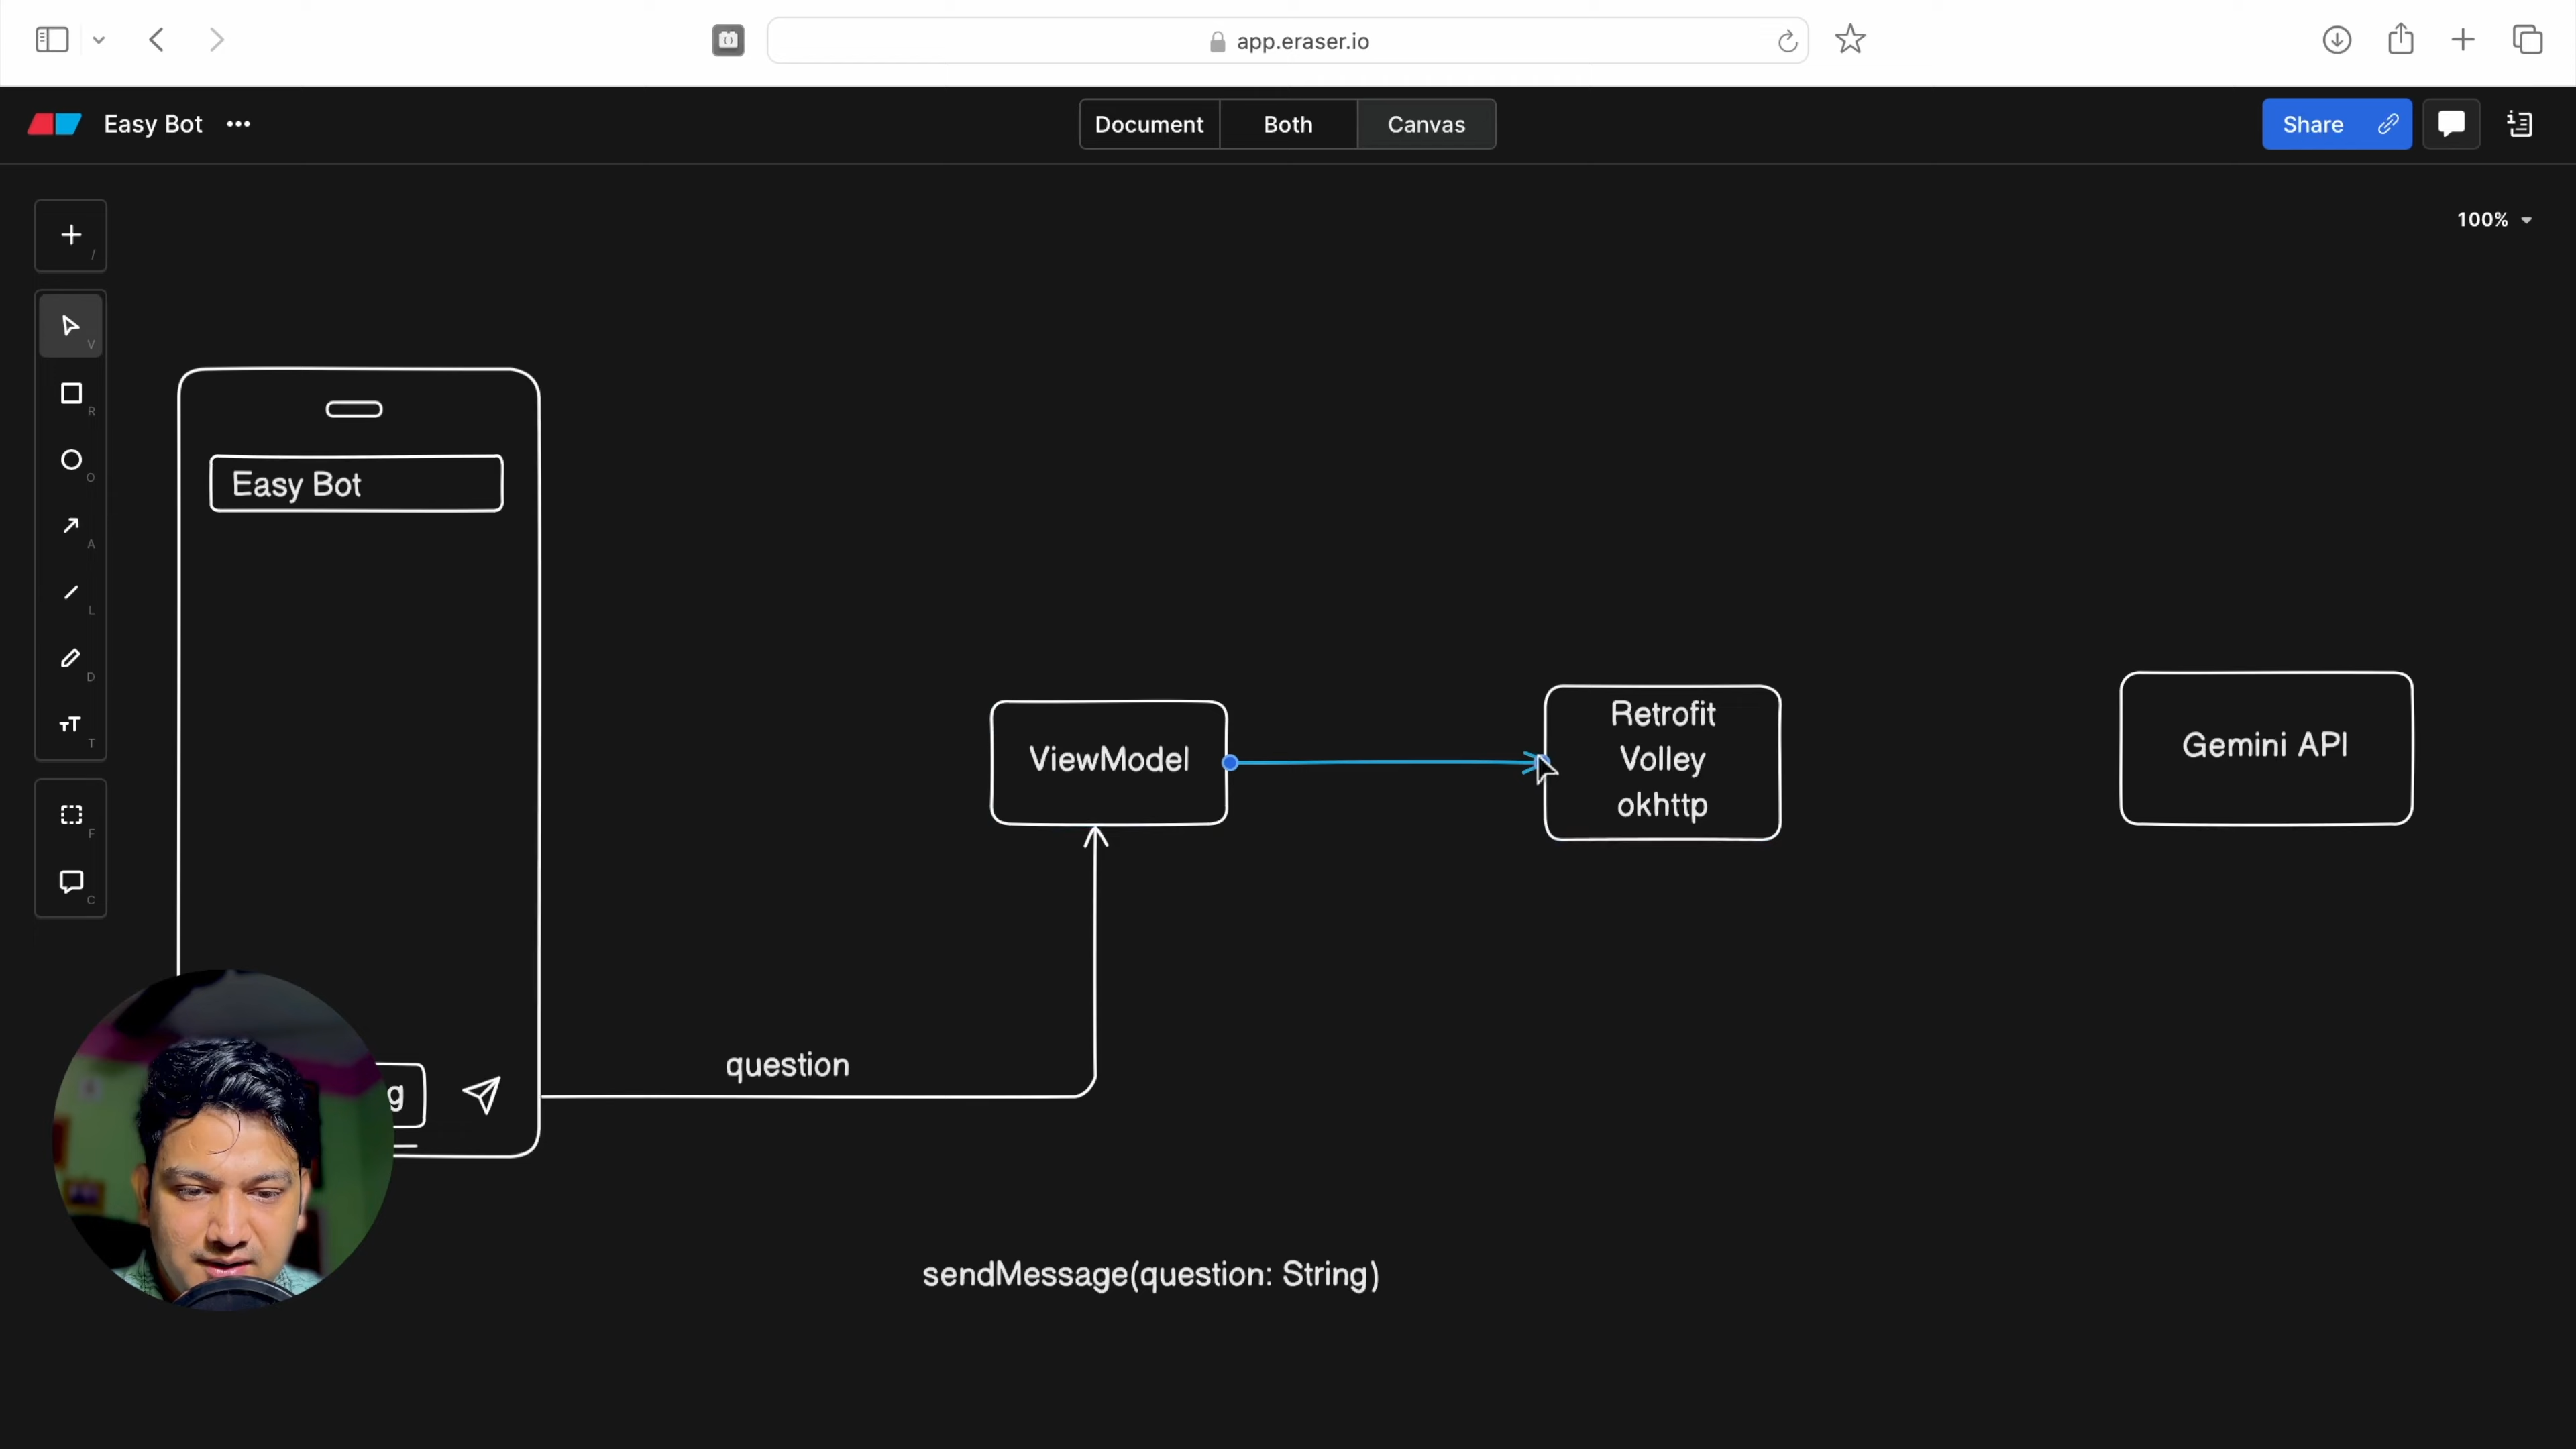 app.eraser.io
Easy Bot
Document
Both
Canvas
Share
100%
/
V
R
O
A
L
D
T
F
C
Easy Bot
g
question
ViewModel
Retrofit
Volley
okhttp
Gemini API
sendMessage(question: String)